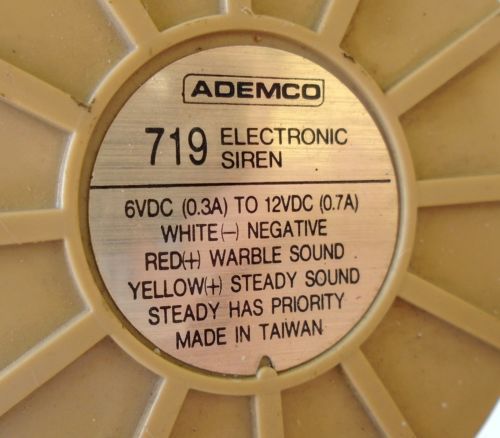 ADEMCO
719 ELECTRONIC
SIREN
6VDC (0.3A) TO 12VDC (0.7A)
WHITE(-) NEGATIVE
RED(+) WARBLE SOUND
YELLOW(+) STEADY SOUND
STEADY HAS PRIORITY
MADE IN TAIWAN